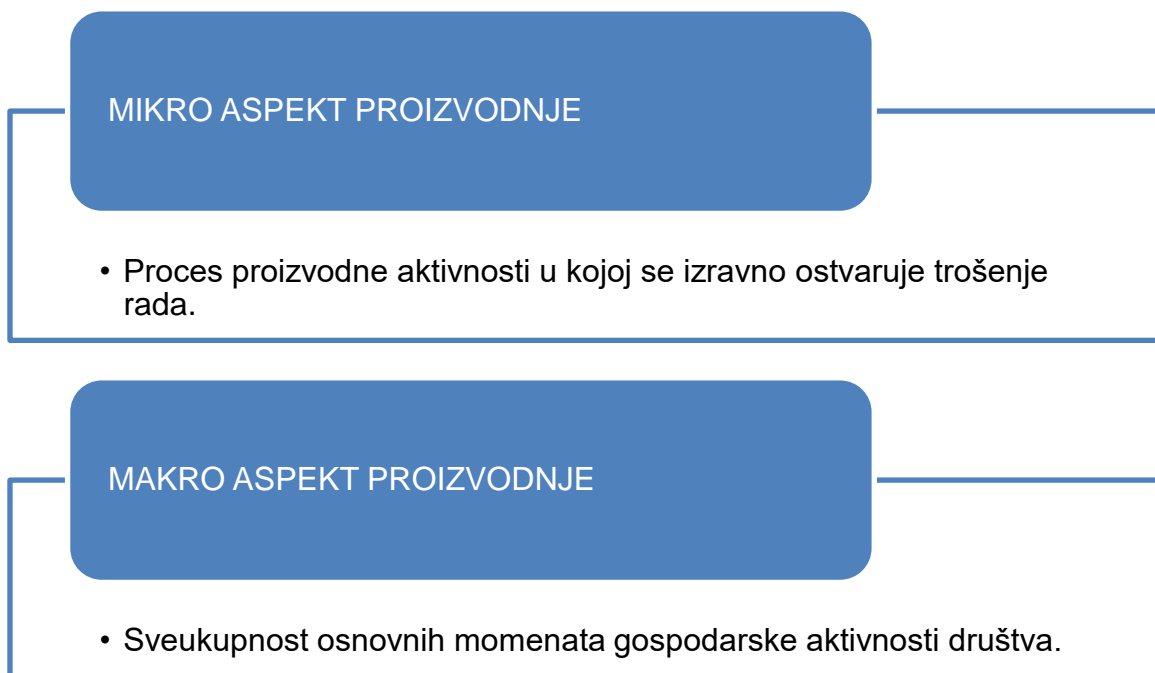 MIKRO ASPEKT PROIZVODNJE
• Proces proizvodne aktivnosti u kojoj se izravno ostvaruje trošenje
rada.
MAKRO ASPEKT PROIZVODNJE
• Sveukupnost osnovnih momenata gospodarske aktivnosti društva.